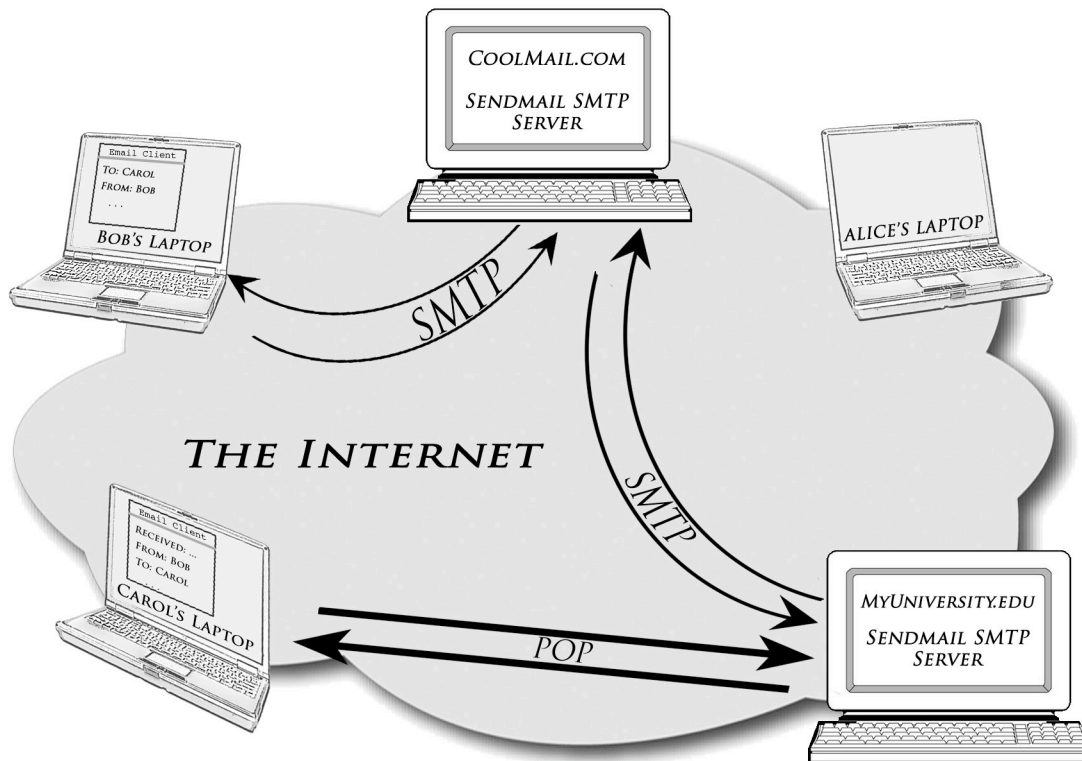 CoolMail.com
Sendmail SMTP
Server
Email Client
To: Carol
From: Bob
...
Bob's Laptop
Alice's Laptop
SMTP
The Internet
SMTP
Email Client
Received: ...
From: Bob
To: Carol
...
Carol's Laptop
POP
MyUniversity.edu
Sendmail SMTP
Server